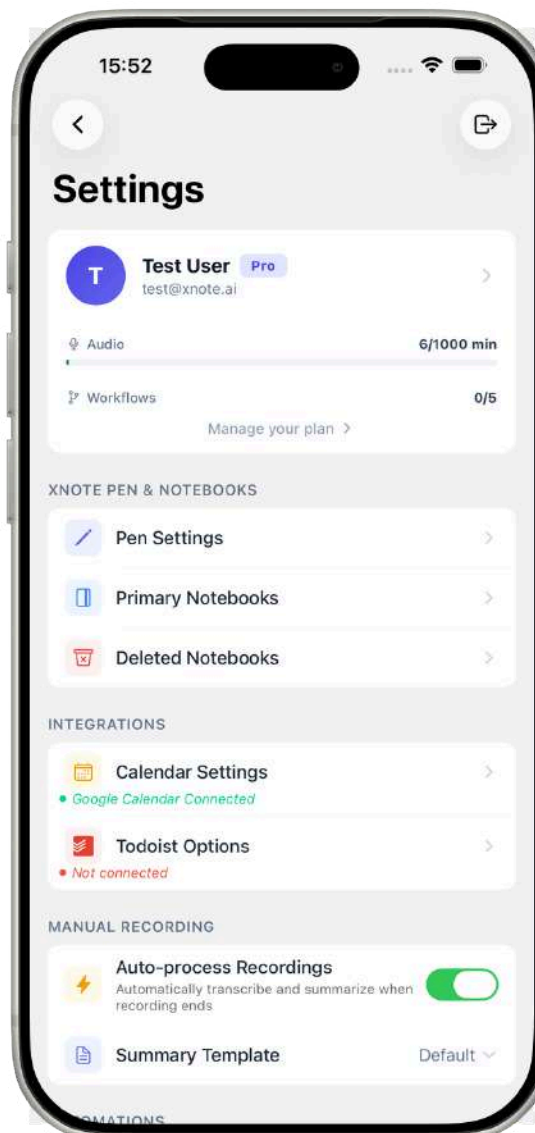 15:52
Settings
T
Test User Pro
test@xnote.ai
Audio 6/1000 min
Workflows 0/5
Manage your plan
XNOTE PEN & NOTEBOOKS
Pen Settings
Primary Notebooks
Deleted Notebooks
INTEGRATIONS
Calendar Settings
Google Calendar Connected
Todoist Options
Not connected
MANUAL RECORDING
Auto-process Recordings
Automatically transcribe and summarize when
recording ends
Summary Template Default